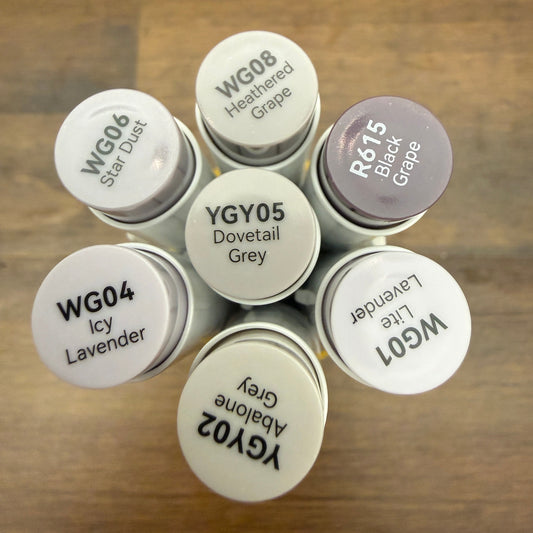 WG08
Heathered
Grape
WG06
Star Dust
R615
Black
Grape
YGY05
Dovetail
Grey
WG04
Icy
Lavender
WG01
Lite
Lavender
YGY02
Abalone
Grey